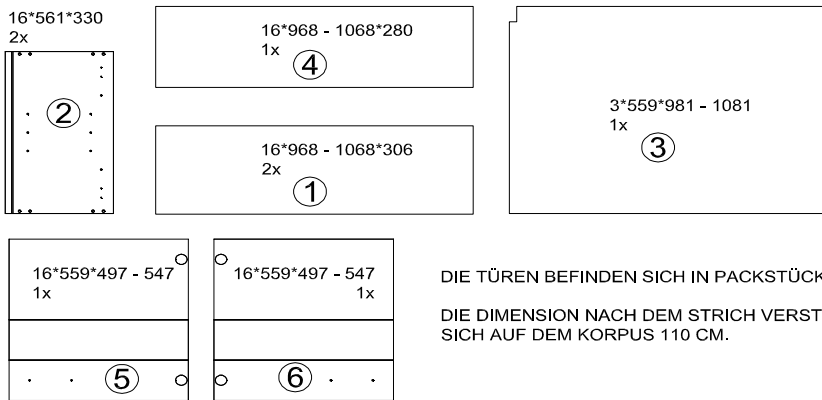 16*561*330
2x
2
16*968 - 1068*280
1x
4
16*968 - 1068*306
2x
1
3*559*981 - 1081
1x
3
16*559*497 - 547
1x
5
16*559*497 - 547
1x
6
DIE TÜREN BEFINDEN SICH IN PACKSTÜCK
DIE DIMENSION NACH DEM STRICH VERST
SICH AUF DEM KORPUS 110 CM.